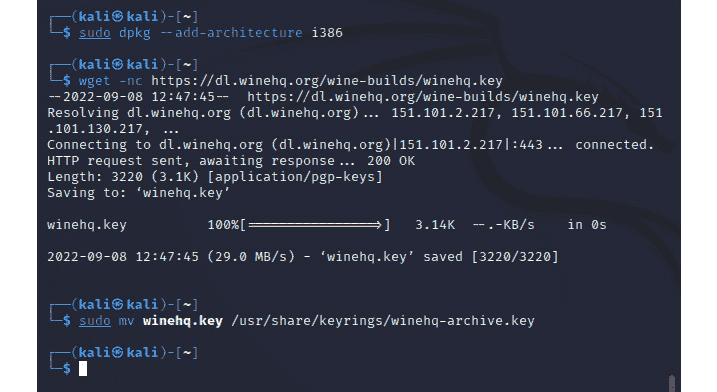 ┌──(kali㉿kali)-[~]
└─$ sudo dpkg --add-architecture i386
┌──(kali㉿kali)-[~]
└─$ wget -nc https://dl.winehq.org/wine-builds/winehq.key
--2022-09-08 12:47:45--  https://dl.winehq.org/wine-builds/winehq.key
Resolving dl.winehq.org (dl.winehq.org)... 151.101.2.217, 151.101.66.217, 151
.101.130.217, ...
Connecting to dl.winehq.org (dl.winehq.org)|151.101.2.217|:443... connected.
HTTP request sent, awaiting response... 200 OK
Length: 3220 (3.1K) [application/pgp-keys]
Saving to: ‘winehq.key’
winehq.key          100%[=================>]   3.14K  --.-KB/s    in 0s
2022-09-08 12:47:45 (29.0 MB/s) - ‘winehq.key’ saved [3220/3220]
┌──(kali㉿kali)-[~]
└─$ sudo mv winehq.key /usr/share/keyrings/winehq-archive.key
┌──(kali㉿kali)-[~]
└─$